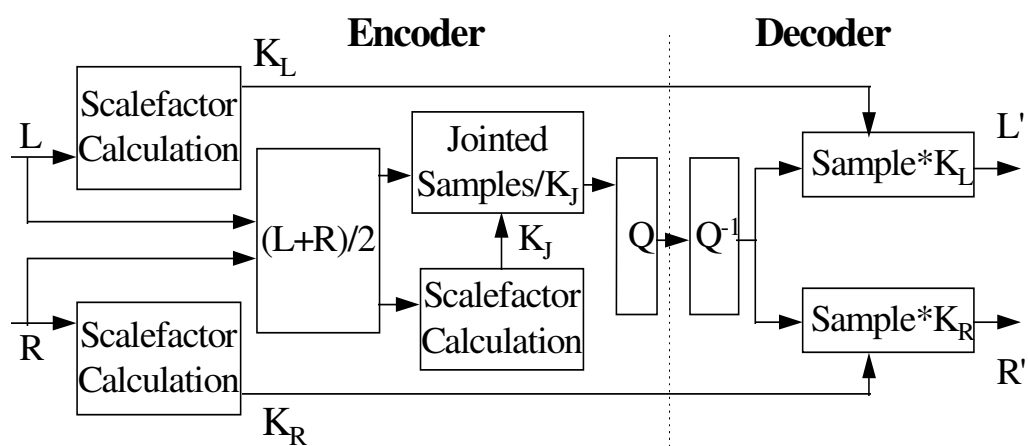 Encoder
Decoder
K_L
Scalefactor
Calculation
L
Jointed
Samples/K_J
(L+R)/2
K_J
Scalefactor
Calculation
Q
Q^-1
Sample*K_L
L'
Sample*K_R
R'
R
Scalefactor
Calculation
K_R